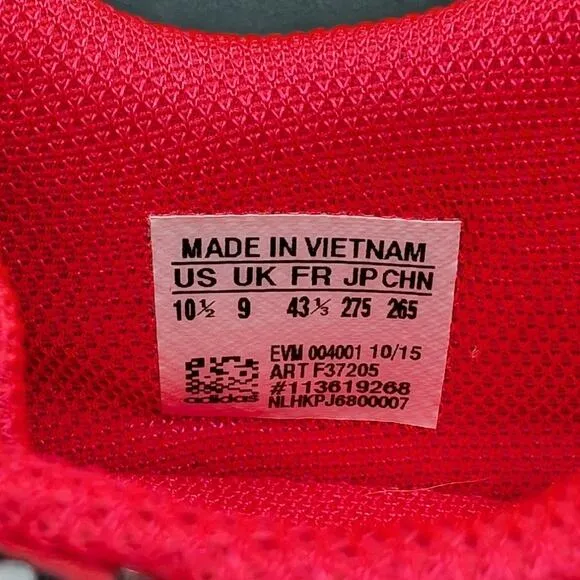 MADE IN VIETNAM
US UK FR JP CHN
10½ 9 43⅓ 275 265
EVM 004001 10/15
ART F37205
#113619268
adidas NLHKPJ6800007